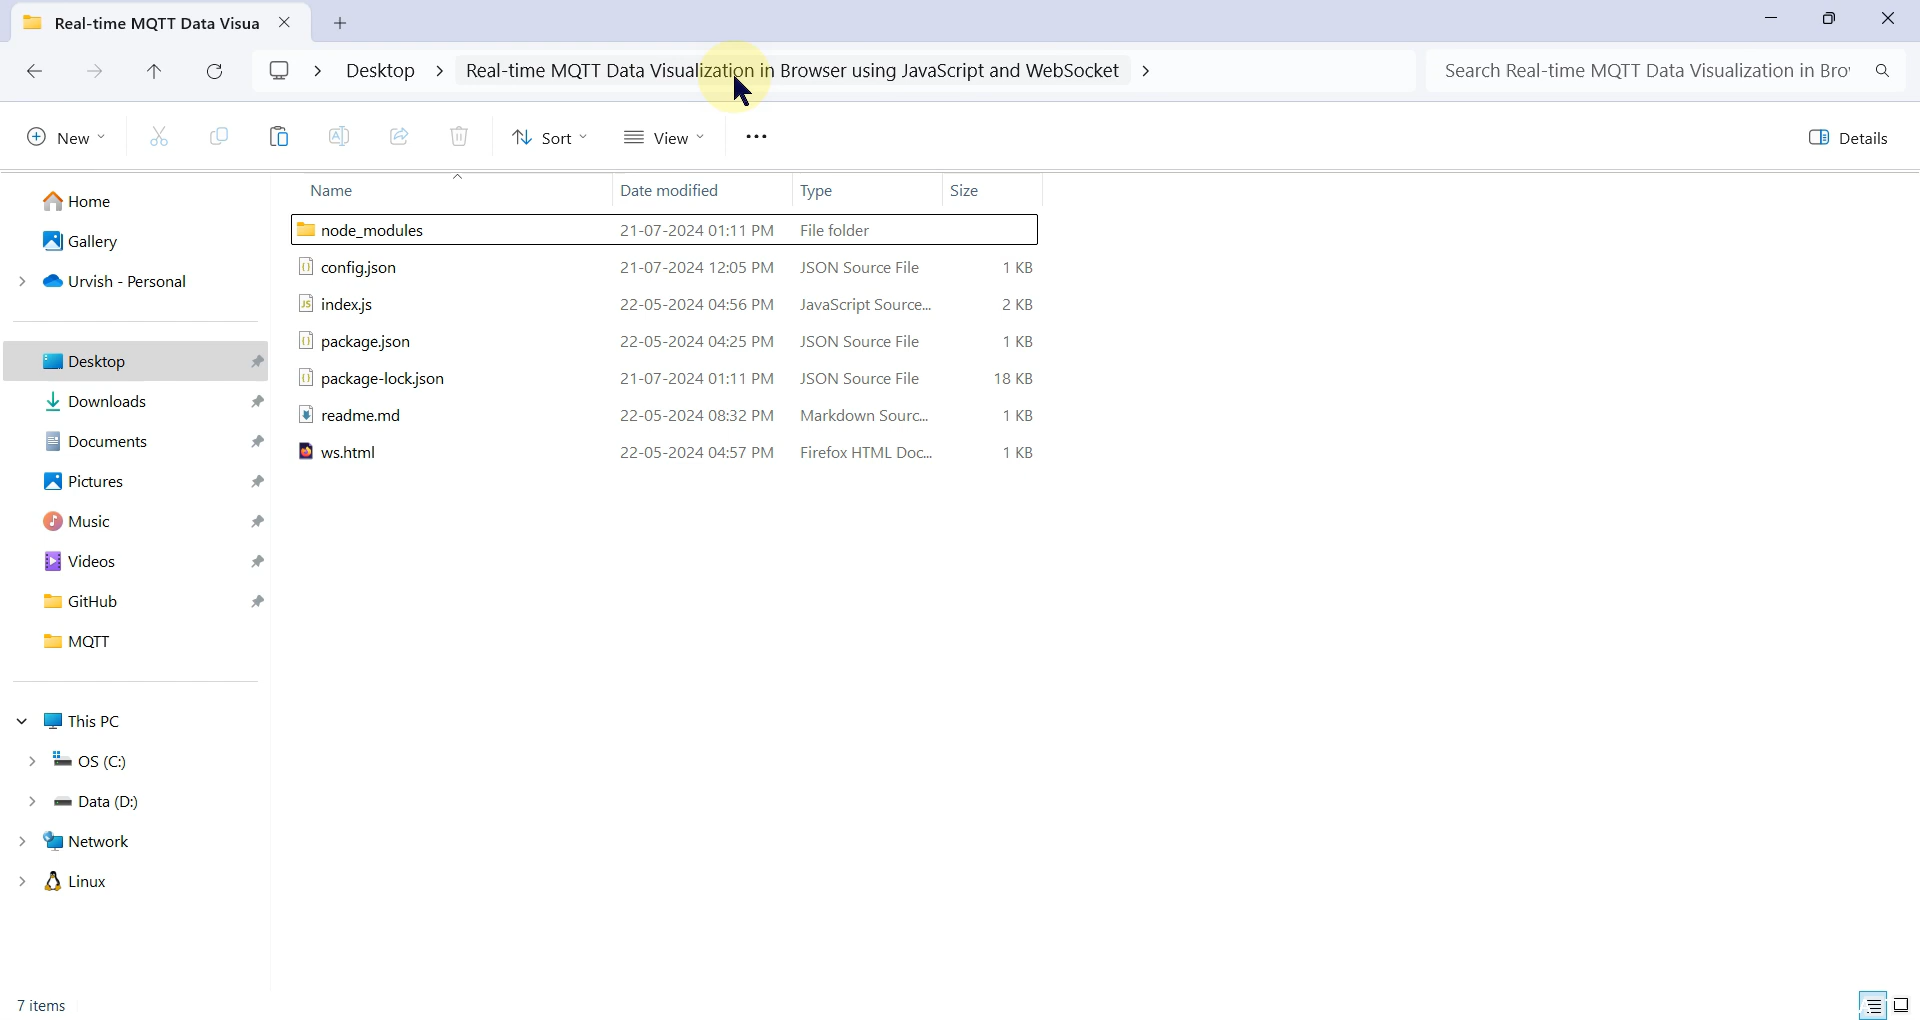 Real-time MQTT Data Visua
Desktop > Real-time MQTT Data Visualization in Browser using JavaScript and WebSocket >
Search Real-time MQTT Data Visualization in Bro
New Sort View ... Details
Name Date modified Type Size
node_modules 21-07-2024 01:11 PM File folder
config.json 21-07-2024 12:05 PM JSON Source File 1 KB
index.js 22-05-2024 04:56 PM JavaScript Source... 2 KB
package.json 22-05-2024 04:25 PM JSON Source File 1 KB
package-lock.json 21-07-2024 01:11 PM JSON Source File 18 KB
readme.md 22-05-2024 08:32 PM Markdown Sourc... 1 KB
ws.html 22-05-2024 04:57 PM Firefox HTML Doc... 1 KB
Home
Gallery
Urvish - Personal
Desktop
Downloads
Documents
Pictures
Music
Videos
GitHub
MQTT
This PC
OS (C:)
Data (D:)
Network
Linux
7 items